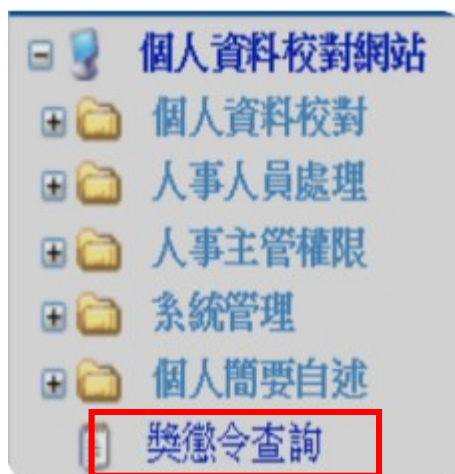 個人資料校對網站
個人資料校對
人事人員處理
人事主管權限
系統管理
個人簡要自述
獎懲令查詢